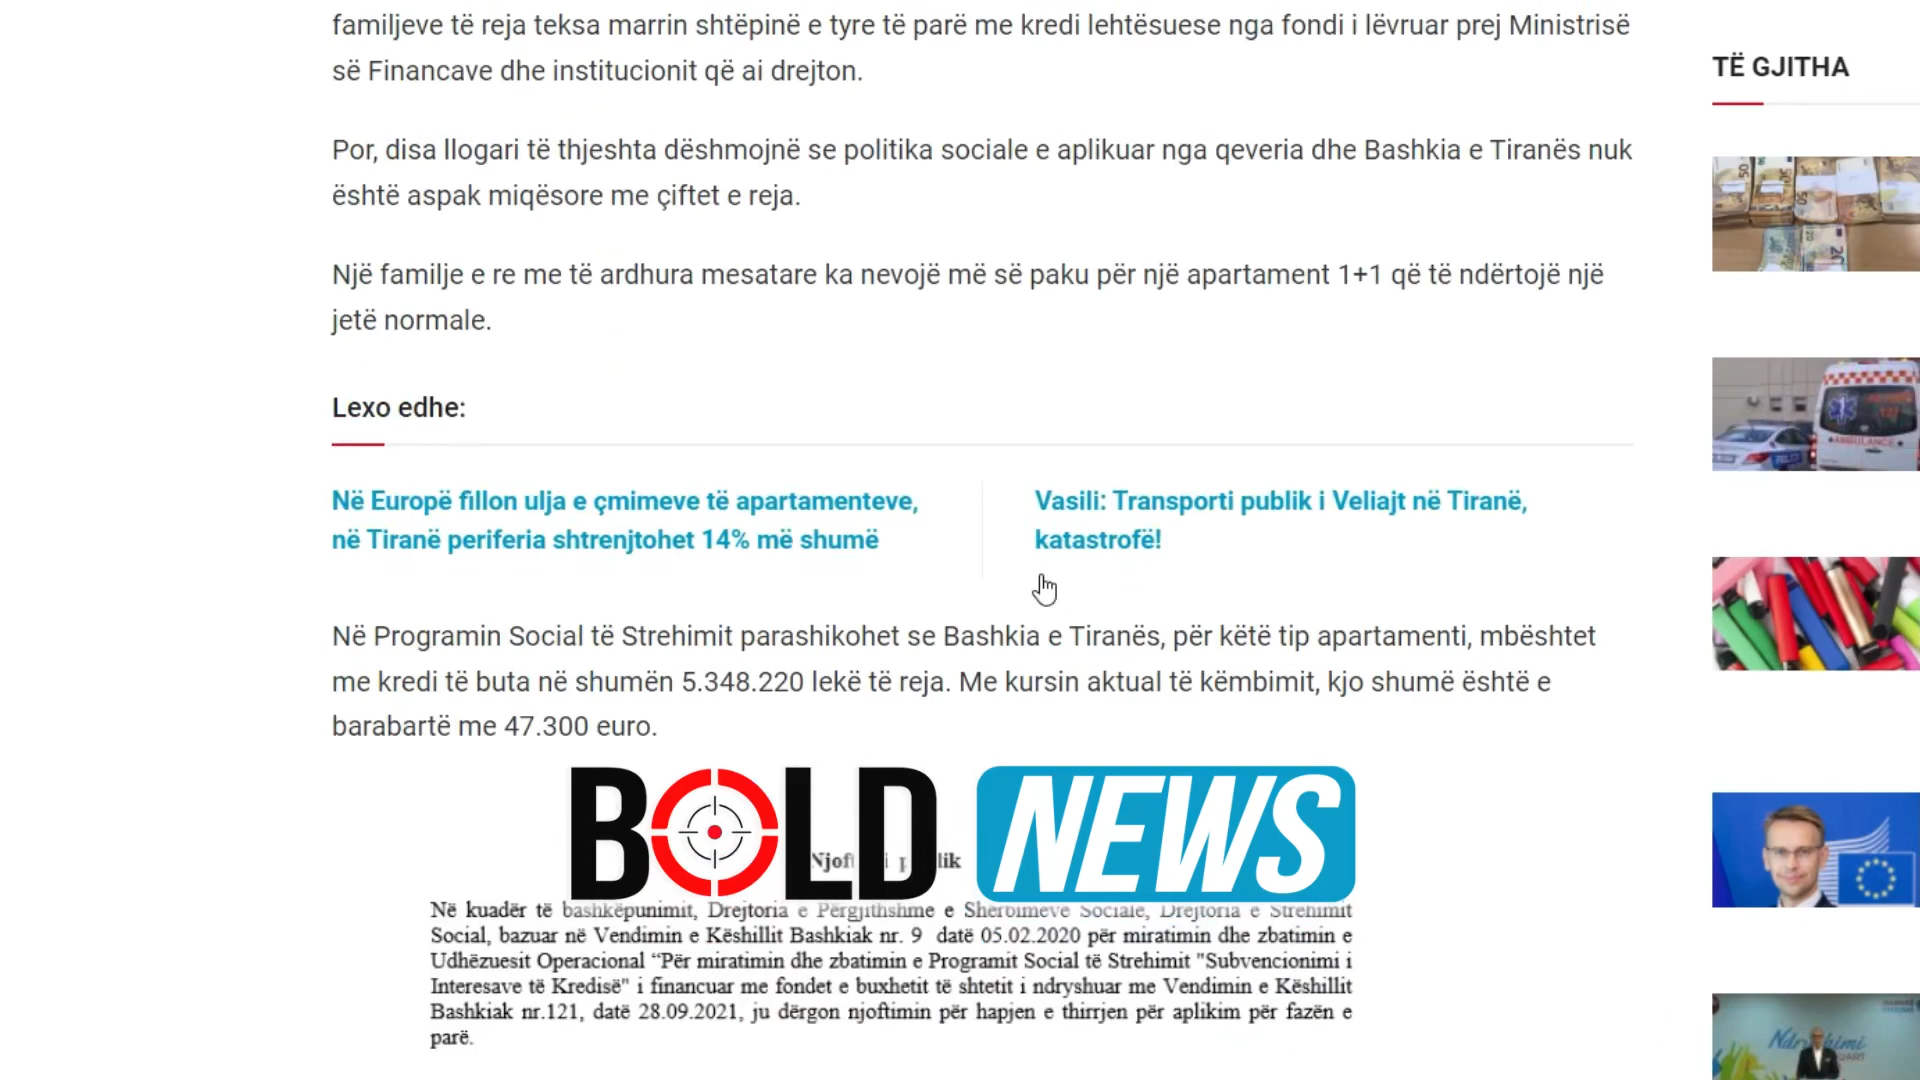 familjeve të reja teksa marrin shtëpinë e tyre të parë me kredi lehtësuese nga fondi i lëvruar prej Ministrisë
së Financave dhe institucionit që ai drejton.
Por, disa llogari të thjeshta dëshmojnë se politika sociale e aplikuar nga qeveria dhe Bashkia e Tiranës nuk
është aspak miqësore me çiftet e reja.
Një familje e re me të ardhura mesatare ka nevojë më së paku për një apartament 1+1 që të ndërtojë një
jetë normale.
Lexo edhe:
Në Europë fillon ulja e çmimeve të apartamenteve,
në Tiranë periferia shtrenjtohet 14% më shumë
Vasili: Transporti publik i Veliajt në Tiranë,
katastrofë!
Në Programin Social të Strehimit parashikohet se Bashkia e Tiranës, për këtë tip apartamenti, mbështet
me kredi të buta në shumën 5.348.220 lekë të reja. Me kursin aktual të këmbimit, kjo shumë është e
barabartë me 47.300 euro.
BOLD NEWS
Në kuadër të bashkëpunimit, Drejtoria e Përgjithshme e Shërbimeve Sociale, Drejtoria e Strehimit
Social, bazuar në Vendimin e Këshillit Bashkiak nr. 9 datë 05.02.2020 për miratimin dhe zbatimin e
Udhëzuesit Operacional “Për miratimin dhe zbatimin e Programit Social të Strehimit "Subvencionimi i
Interesave të Kredisë" i financuar me fondet e buxhetit të shtetit i ndryshuar me Vendimin e Këshillit
Bashkiak nr.121, datë 28.09.2021, ju dërgon njoftimin për hapjen e thirrjen për aplikim për fazën e
parë.
TË GJITHA
AMBULANCE